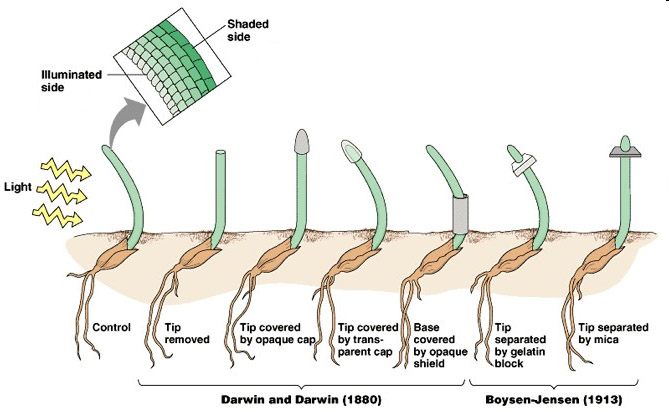 Shaded
side
Illuminated
side
Light
Control
Tip
removed
Tip covered
by opaque cap
Tip covered
by trans-
parent cap
Base
covered
by opaque
shield
Tip
separated
by gelatin
block
Tip separated
by mica
Darwin and Darwin (1880)
Boysen-Jensen (1913)